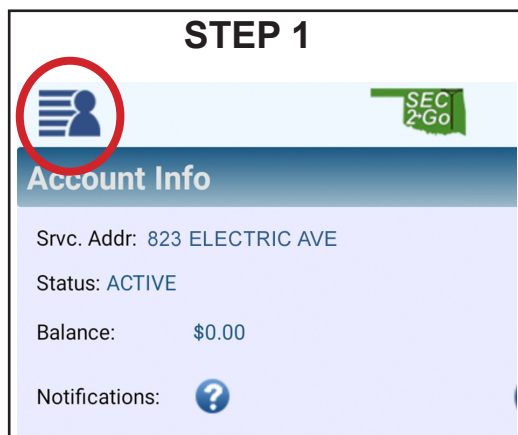 STEP 1
SEC
2•Go
Account Info
Srvc. Addr: 823 ELECTRIC AVE
Status: ACTIVE
Balance: $0.00
Notifications: ?